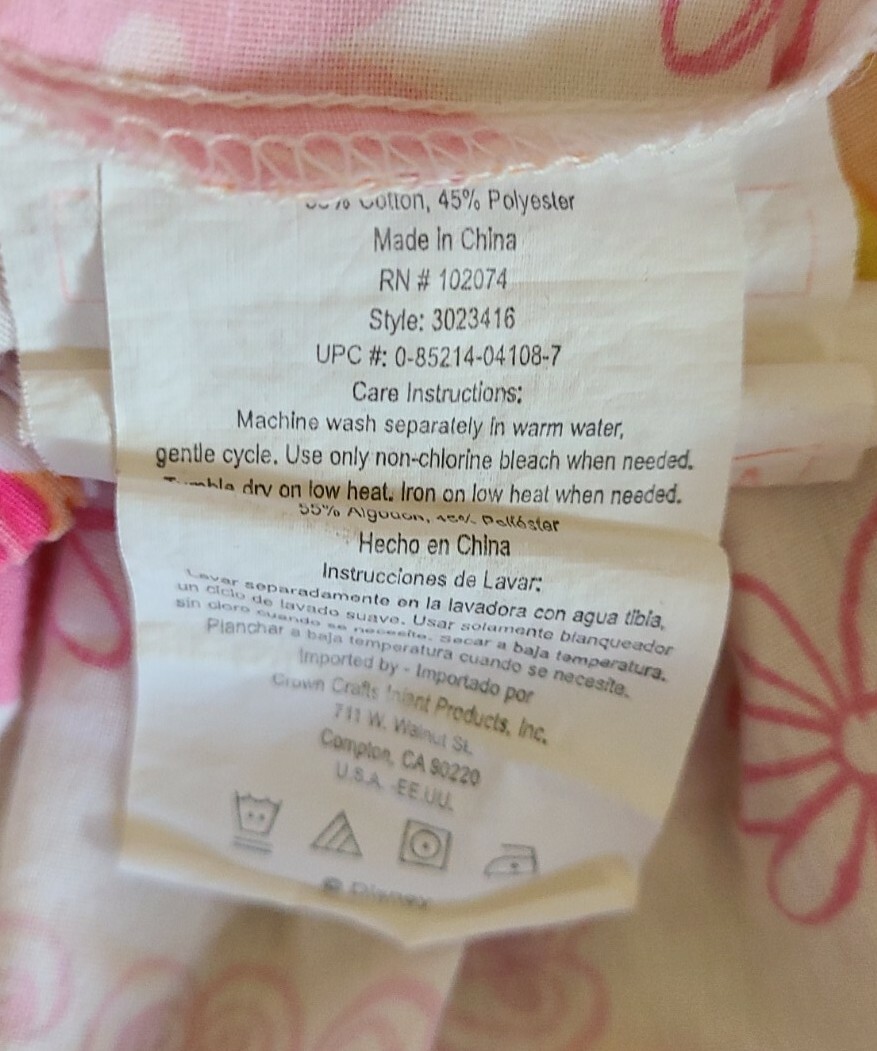 Cotton, 45% Polyester
Made in China
RN # 102074
Style: 3023416
UPC #: 0-85214-04108-7
Care Instructions:
Machine wash separately in warm water,
gentle cycle. Use only non-chlorine bleach when needed.
Tumble dry on low heat. Iron on low heat when needed.
55% Algodon, 45% Poliéster
Hecho en China
Instrucciones de Lavar:
Lavar separadamente en la lavadora con agua tibia,
un ciclo de lavado suave. Usar solamente blanqueador
sin cloro cuando se necesite. Secar a baja temperatura.
Planchar a baja temperatura cuando se necesite.
Imported by - Importado por
Crown Crafts Infant Products, Inc.
711 W. Walnut St.
Compton, CA 90220
U.S.A. -EE.UU.
© Disney